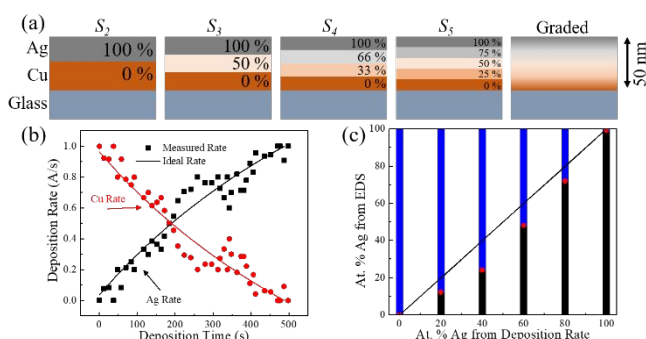 (a)
S2
S3
S4
S5
Graded
Ag
Cu
Glass
100 %
0 %
100 %
50 %
0 %
100 %
66 %
33 %
0 %
100 %
75 %
50 %
25 %
0 %
50 nm
(b)
Deposition Rate (A/s)
1.0
0.8
0.6
0.4
0.2
0.0
Measured Rate
Ideal Rate
Cu Rate
Ag Rate
0 100 200 300 400 500
Deposition Time (s)
(c)
At. % Ag from EDS
100
80
60
40
20
0
0 20 40 60 80 100
At. % Ag from Deposition Rate